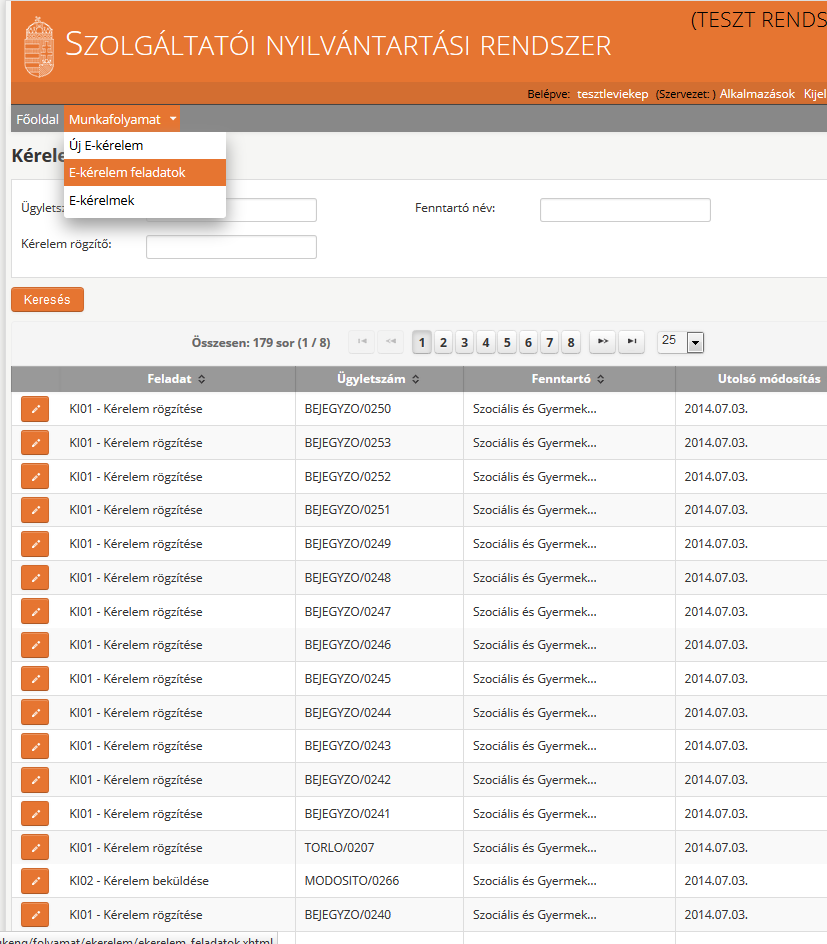 (TESZT RENDS
SZOLGÁLTATÓI NYILVÁNTARTÁSI RENDSZER
Belépve: tesztleviekep (Szervezet: ) Alkalmazások Kijel
Főoldal Munkafolyamat
Új E-kérelem
Kérele
E-kérelem feladatok
E-kérelmek
Ügyletsz Fenntartó név:
Kérelem rögzítő:
Keresés
Összesen: 179 sor (1 / 8) 1 2 3 4 5 6 7 8 25
Feladat Ügyletszám Fenntartó Utolsó módosítás
KI01 - Kérelem rögzítése BEJEGYZO/0250 Szociális és Gyermek... 2014.07.03.
KI01 - Kérelem rögzítése BEJEGYZO/0253 Szociális és Gyermek... 2014.07.03.
KI01 - Kérelem rögzítése BEJEGYZO/0252 Szociális és Gyermek... 2014.07.03.
KI01 - Kérelem rögzítése BEJEGYZO/0251 Szociális és Gyermek... 2014.07.03.
KI01 - Kérelem rögzítése BEJEGYZO/0249 Szociális és Gyermek... 2014.07.03.
KI01 - Kérelem rögzítése BEJEGYZO/0248 Szociális és Gyermek... 2014.07.03.
KI01 - Kérelem rögzítése BEJEGYZO/0247 Szociális és Gyermek... 2014.07.03.
KI01 - Kérelem rögzítése BEJEGYZO/0246 Szociális és Gyermek... 2014.07.03.
KI01 - Kérelem rögzítése BEJEGYZO/0245 Szociális és Gyermek... 2014.07.03.
KI01 - Kérelem rögzítése BEJEGYZO/0244 Szociális és Gyermek... 2014.07.03.
KI01 - Kérelem rögzítése BEJEGYZO/0243 Szociális és Gyermek... 2014.07.03.
KI01 - Kérelem rögzítése BEJEGYZO/0242 Szociális és Gyermek... 2014.07.03.
KI01 - Kérelem rögzítése BEJEGYZO/0241 Szociális és Gyermek... 2014.07.03.
KI01 - Kérelem rögzítése TORLO/0207 Szociális és Gyermek... 2014.07.03.
KI02 - Kérelem beküldése MODOSITO/0266 Szociális és Gyermek... 2014.07.03.
KI01 - Kérelem rögzítése BEJEGYZO/0240 Szociális és Gyermek... 2014.07.03.
ikeng/folyamat/ekerelem/ekerelem_feladatok.xhtml